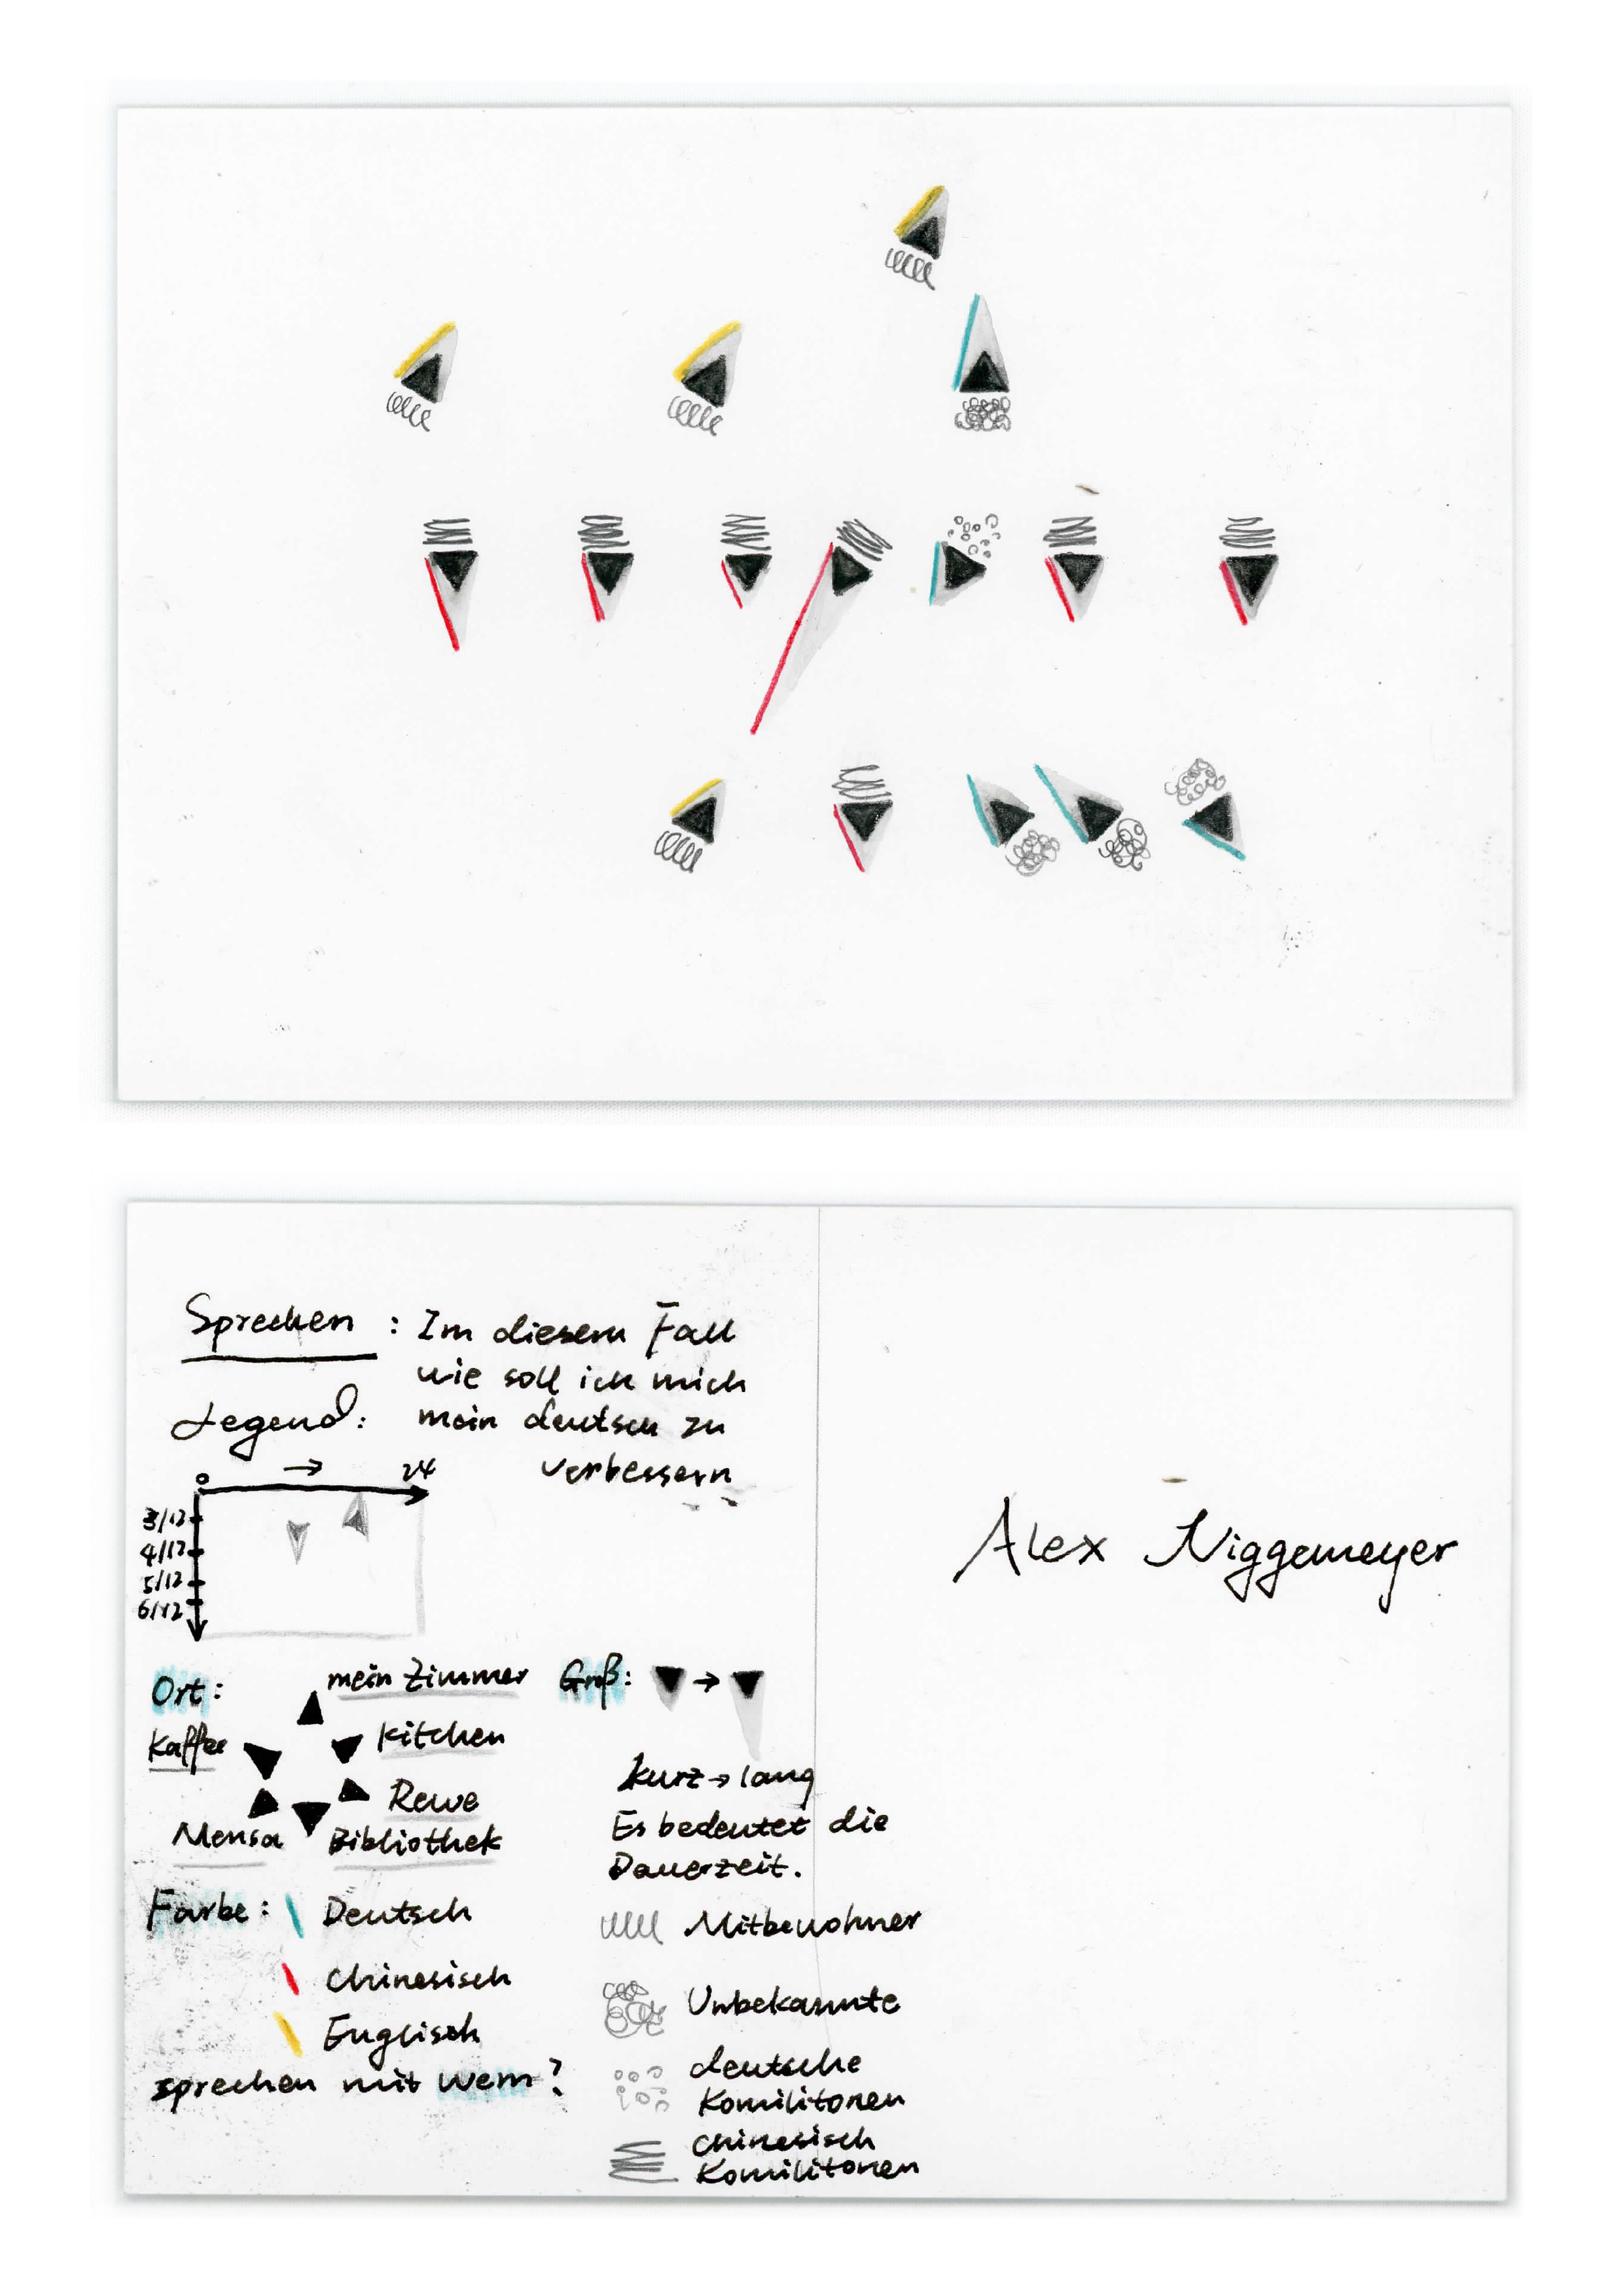 Sprechen : Im diesem Fall
wie soll ich mich
Legend: mein deutsch zu
verbessern
0 → 24
3/12
4/12
5/12
6/12
Ort:
mein Zimmer
Kaffee
Kitchen
Rewe
Mensa
Bibliothek
Groß: →
kurz → lang
Es bedeutet die
Dauerzeit.
Farbe: Deutsch
Chinesisch
Englisch
sprechen mit wem?
Mitbewohner
Unbekannte
deutsche
Komilitonen
chinesisch
Komilitonen
Alex Niggemeyer